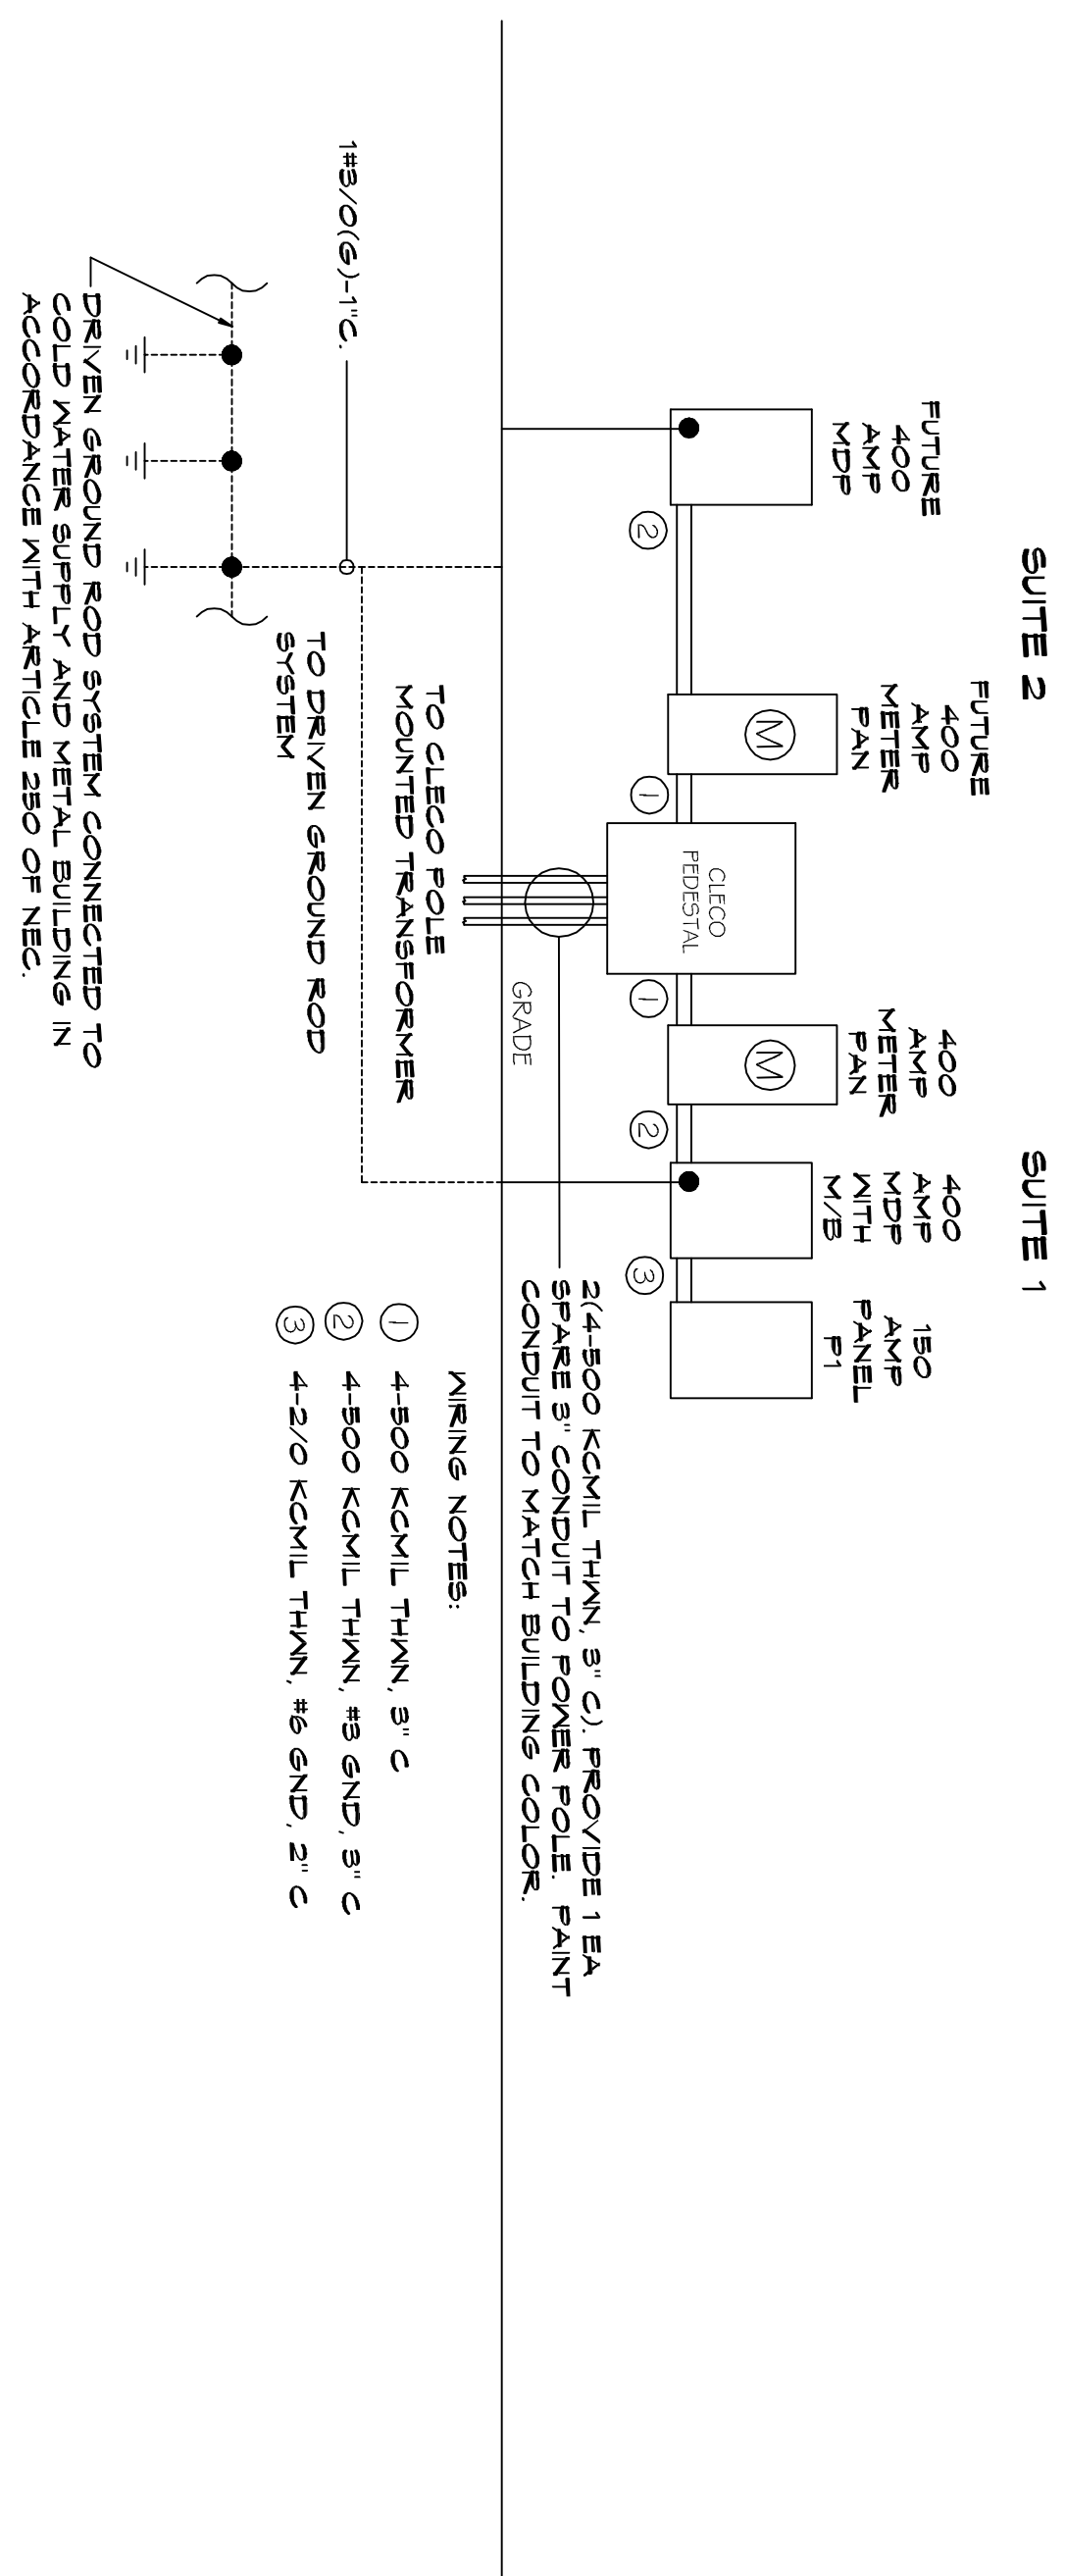 SUITE 2
SUITE 1
FUTURE
400
AMP
MDP
FUTURE
400
AMP
METER
PAN
400
AMP
METER
PAN
400
AMP
MDP
WITH
M/B
150
AMP
PANEL
P1
M
M
CLECO
PEDESTAL
2
1
1
2
3
2(4-500 KCMIL THWN, 3" C). PROVIDE 1 EA
SPARE 3" CONDUIT TO POWER POLE. PAINT
CONDUIT TO MATCH BUILDING COLOR.
GRADE
TO CLECO POLE
MOUNTED TRANSFORMER
1#3/0(G)-1"C.
TO DRIVEN GROUND ROD
SYSTEM
WIRING NOTES:
1 4-500 KCMIL THWN, 3" C
2 4-500 KCMIL THWN, #3 GND, 3" C
3 4-2/0 KCMIL THWN, #6 GND, 2" C
DRIVEN GROUND ROD SYSTEM CONNECTED TO
COLD WATER SUPPLY AND METAL BUILDING IN
ACCORDANCE WITH ARTICLE 250 OF NEC.